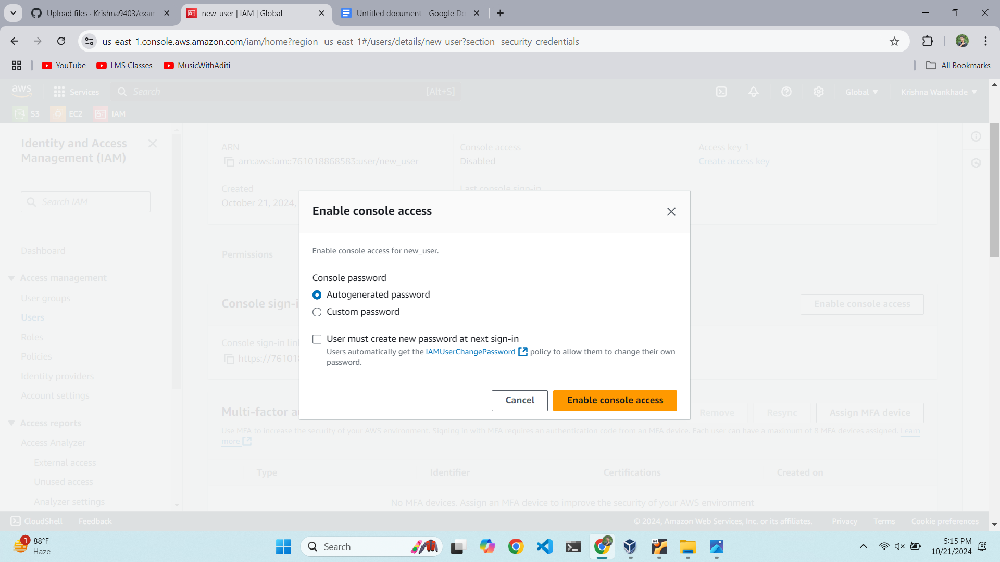 Upload files · Krishna9403/exam
new_user | IAM | Global
Untitled document - Google Do
us-east-1.console.aws.amazon.com/iam/home?region=us-east-1#/users/details/new_user?section=security_credentials
YouTube
LMS Classes
MusicWithAditi
All Bookmarks
aws
Services
Search
[Alt+S]
Global
Krishna Wankhade
S3
EC2
IAM
Identity and Access
Management (IAM)
Search IAM
Dashboard
Access management
User groups
Users
Roles
Policies
Identity providers
Account settings
Access reports
Access Analyzer
External access
Unused access
Analyzer settings
ARN
arn:aws:iam::761018868583:user/new_user
Console access
Disabled
Access key 1
Create access key
Created
October 21, 2024,
Last console sign-in
Permissions
Console sign-i
Enable console access
Console sign-in lin
https://76101
Enable console access
Enable console access for new_user.
Console password
Autogenerated password
Custom password
User must create new password at next sign-in
Users automatically get the IAMUserChangePassword policy to allow them to change their own
password.
Cancel
Enable console access
Multi-factor a
Remove
Resync
Assign MFA device
Use MFA to increase the security of your AWS environment. Signing in with MFA requires an authentication code from an MFA device. Each user can have a maximum of 8 MFA devices assigned. Learn
more
Type
Identifier
Certifications
Created on
No MFA devices. Assign an MFA device to improve the security of your AWS environment
CloudShell
Feedback
© 2024, Amazon Web Services, Inc. or its affiliates.
Privacy
Terms
Cookie preferences
1
88°F
Haze
Search
64
5:15 PM
10/21/2024